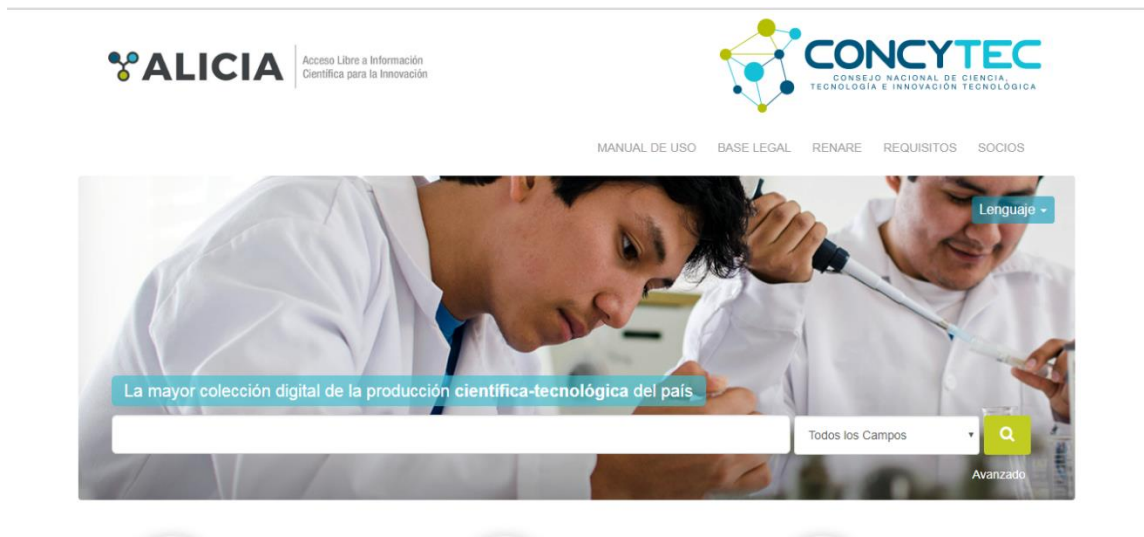 ALICIA
Acceso Libre a Información
Científica para la Innovación
CONCYTEC
CONSEJO NACIONAL DE CIENCIA,
TECNOLOGÍA E INNOVACIÓN TECNOLÓGICA
MANUAL DE USO BASE LEGAL RENARE REQUISITOS SOCIOS
Lenguaje
La mayor colección digital de la producción científica-tecnológica del país
Todos los Campos
Avanzado